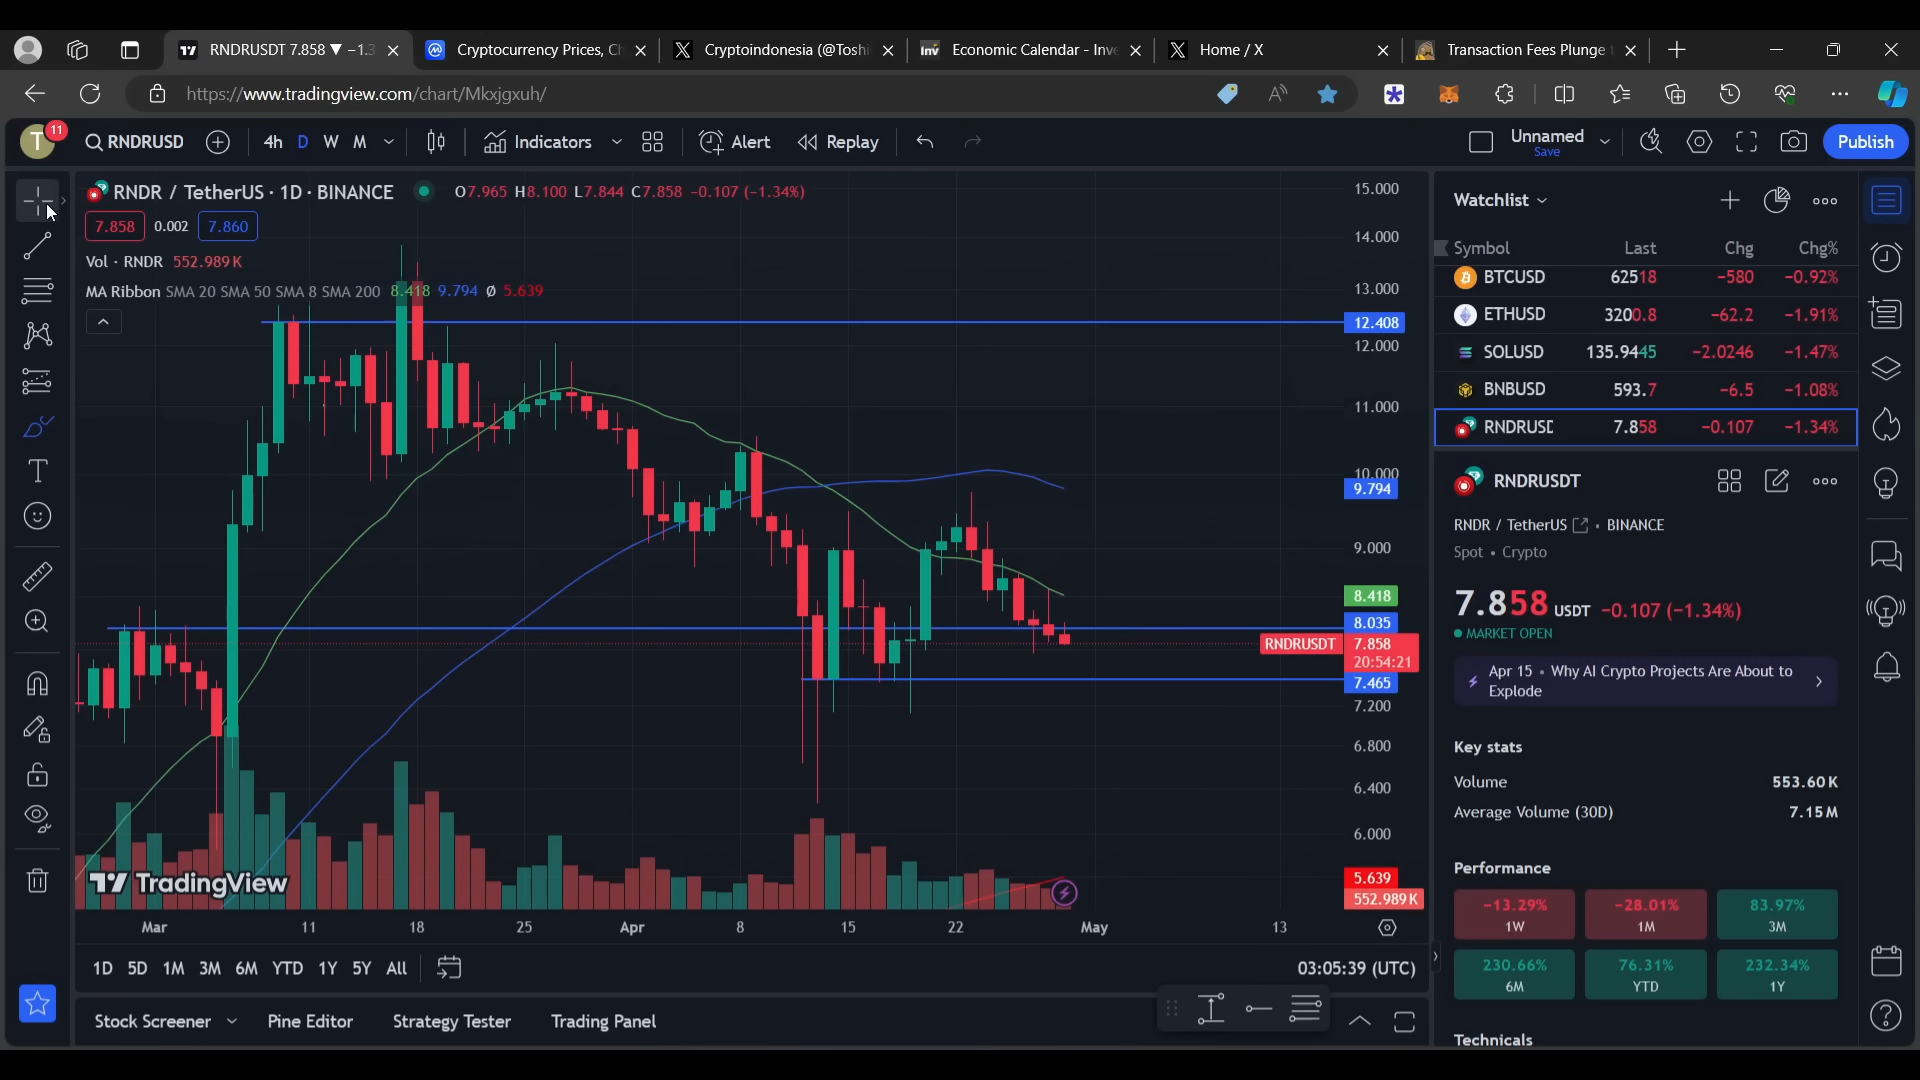 RNDRUSDT 7.858 ▼ −1.3
Cryptocurrency Prices, Ch
Cryptoindonesia (@Toshi
Economic Calendar - Inve
Home / X
Transaction Fees Plunge t
https://www.tradingview.com/chart/Mkxjgxuh/
T 11
RNDRUSD
4h D W M
Indicators
Alert
Replay
Unnamed
Save
Publish
RNDR / TetherUS · 1D · BINANCE
O7.965 H8.100 L7.844 C7.858 −0.107 (−1.34%)
7.858 0.002 7.860
Vol · RNDR 552.989K
MA Ribbon SMA 20 SMA 50 SMA 8 SMA 200 8.418 9.794 Ø 5.639
15.000
14.000
13.000
12.408
12.000
11.000
10.000
9.794
9.000
8.418
8.035
RNDRUSDT 7.858
20:54:21
7.465
7.200
6.800
6.400
6.000
5.639
552.989K
TradingView
Mar 11 18 25 Apr 8 15 22 May 13
1D 5D 1M 3M 6M YTD 1Y 5Y All
03:05:39 (UTC)
Stock Screener
Pine Editor
Strategy Tester
Trading Panel
Watchlist
Symbol Last Chg Chg%
BTCUSD 62518 −580 −0.92%
ETHUSD 3200.8 −62.2 −1.91%
SOLUSD 135.9445 −2.0246 −1.47%
BNBUSD 593.7 −6.5 −1.08%
RNDRUSD 7.858 −0.107 −1.34%
RNDRUSDT
RNDR / TetherUS • BINANCE
Spot • Crypto
7.858 USDT −0.107 (−1.34%)
MARKET OPEN
Apr 15 • Why AI Crypto Projects Are About to
Explode
Key stats
Volume 553.60K
Average Volume (30D) 7.15M
Performance
−13.29% −28.01% 83.97%
1W 1M 3M
230.66% 76.31% 232.34%
6M YTD 1Y
Technicals